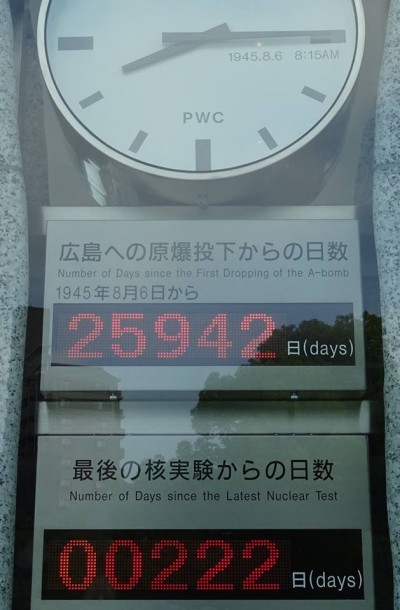 1945.8.6 8:15AM
PWC
広島への原爆投下からの日数
Number of Days since the First Dropping of the A-bomb
1945年8月6日から
25942 日(days)
最後の核実験からの日数
Number of Days since the Latest Nuclear Test
00222 日(days)